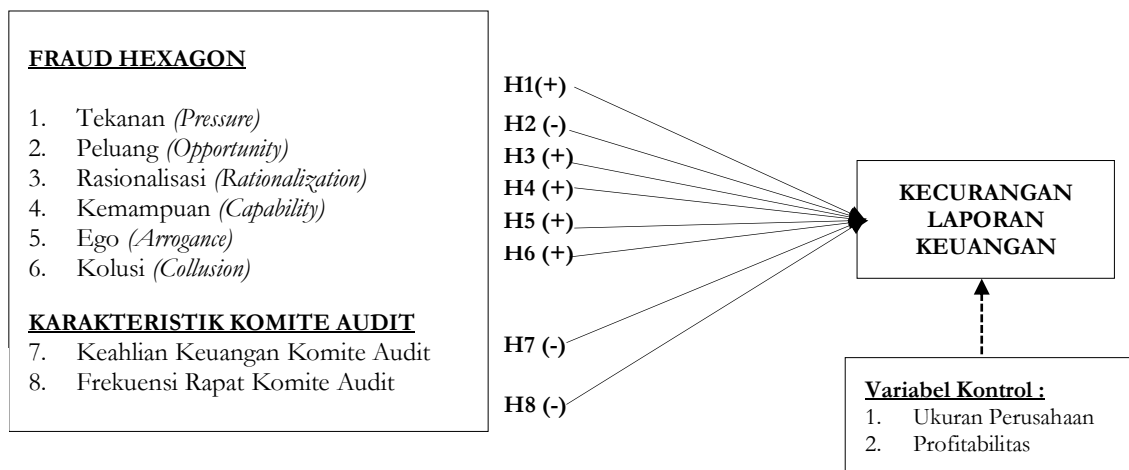 FRAUD HEXAGON
1. Tekanan (Pressure)
2. Peluang (Opportunity)
3. Rasionalisasi (Rationalization)
4. Kemampuan (Capability)
5. Ego (Arrogance)
6. Kolusi (Collusion)
KARAKTERISTIK KOMITE AUDIT
7. Keahlian Keuangan Komite Audit
8. Frekuensi Rapat Komite Audit
H1(+)
H2 (-)
H3 (+)
H4 (+)
H5 (+)
H6 (+)
H7 (-)
H8 (-)
KECURANGAN
LAPORAN
KEUANGAN
Variabel Kontrol :
1. Ukuran Perusahaan
2. Profitabilitas